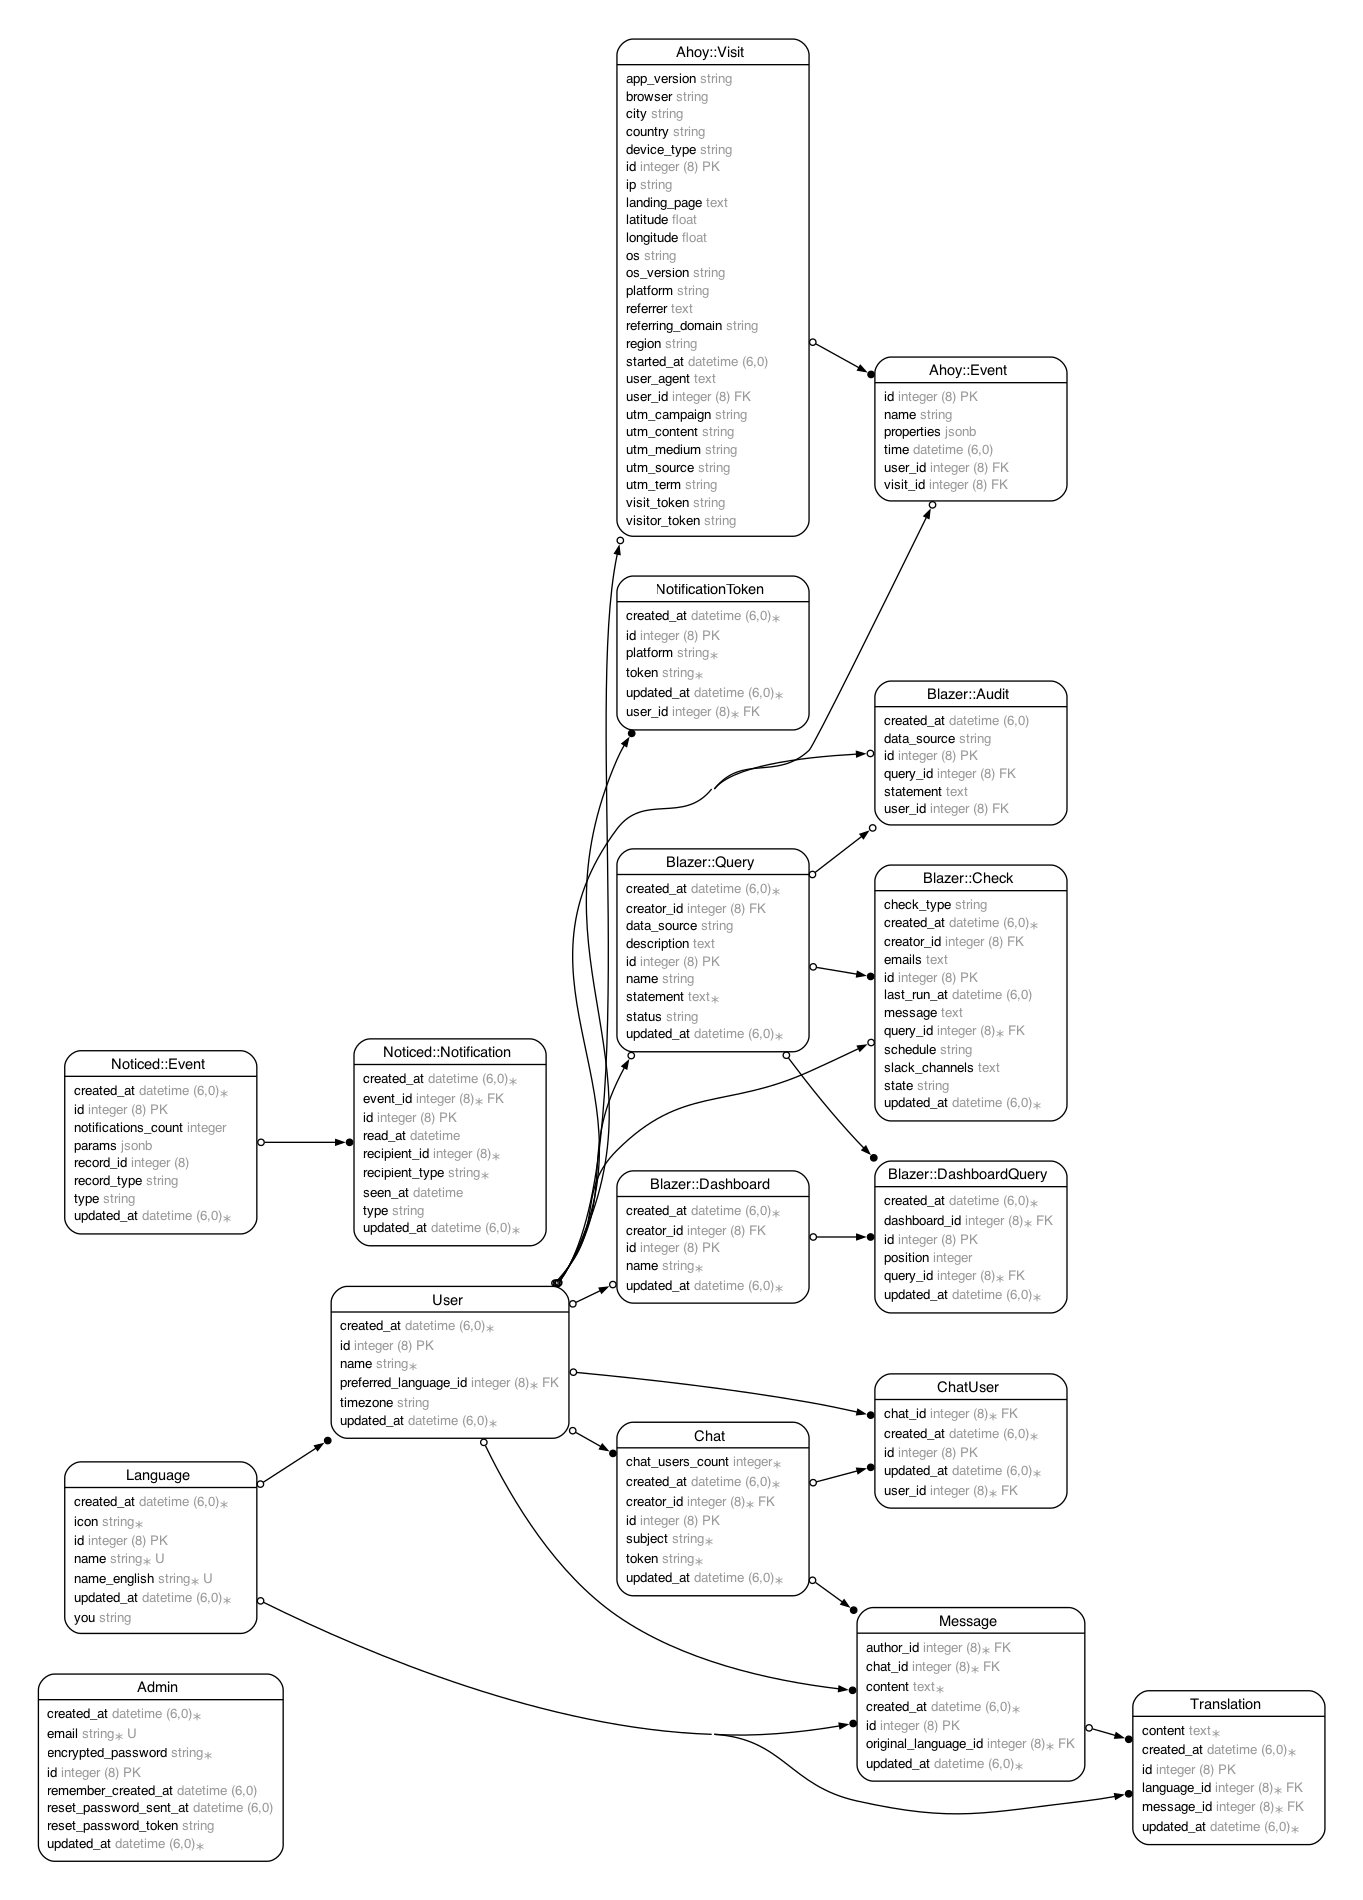 Ahoy::Visit
app_version string
browser string
city string
country string
device_type string
id integer (8) PK
ip string
landing_page text
latitude float
longitude float
os string
os_version string
platform string
referrer text
referring_domain string
region string
started_at datetime (6,0)
user_agent text
user_id integer (8) FK
utm_campaign string
utm_content string
utm_medium string
utm_source string
utm_term string
visit_token string
visitor_token string
Ahoy::Event
id integer (8) PK
name string
properties jsonb
time datetime (6,0)
user_id integer (8) FK
visit_id integer (8) FK
NotificationToken
created_at datetime (6,0)∗
id integer (8) PK
platform string∗
token string∗
updated_at datetime (6,0)∗
user_id integer (8)∗ FK
Blazer::Audit
created_at datetime (6,0)
data_source string
id integer (8) PK
query_id integer (8) FK
statement text
user_id integer (8) FK
Blazer::Query
created_at datetime (6,0)∗
creator_id integer (8) FK
data_source string
description text
id integer (8) PK
name string
statement text∗
status string
updated_at datetime (6,0)∗
Blazer::Check
check_type string
created_at datetime (6,0)∗
creator_id integer (8) FK
emails text
id integer (8) PK
last_run_at datetime (6,0)
message text
query_id integer (8)∗ FK
schedule string
slack_channels text
state string
updated_at datetime (6,0)∗
Noticed::Event
created_at datetime (6,0)∗
id integer (8) PK
notifications_count integer
params jsonb
record_id integer (8)
record_type string
type string
updated_at datetime (6,0)∗
Noticed::Notification
created_at datetime (6,0)∗
event_id integer (8)∗ FK
id integer (8) PK
read_at datetime
recipient_id integer (8)∗
recipient_type string∗
seen_at datetime
type string
updated_at datetime (6,0)∗
Blazer::Dashboard
created_at datetime (6,0)∗
creator_id integer (8) FK
id integer (8) PK
name string∗
updated_at datetime (6,0)∗
Blazer::DashboardQuery
created_at datetime (6,0)∗
dashboard_id integer (8)∗ FK
id integer (8) PK
position integer
query_id integer (8)∗ FK
updated_at datetime (6,0)∗
User
created_at datetime (6,0)∗
id integer (8) PK
name string∗
preferred_language_id integer (8)∗ FK
timezone string
updated_at datetime (6,0)∗
ChatUser
chat_id integer (8)∗ FK
created_at datetime (6,0)∗
id integer (8) PK
updated_at datetime (6,0)∗
user_id integer (8)∗ FK
Chat
chat_users_count integer∗
created_at datetime (6,0)∗
creator_id integer (8)∗ FK
id integer (8) PK
subject string∗
token string∗
updated_at datetime (6,0)∗
Language
created_at datetime (6,0)∗
icon string∗
id integer (8) PK
name string∗ U
name_english string∗ U
updated_at datetime (6,0)∗
you string
Message
author_id integer (8)∗ FK
chat_id integer (8)∗ FK
content text∗
created_at datetime (6,0)∗
id integer (8) PK
original_language_id integer (8)∗ FK
updated_at datetime (6,0)∗
Admin
created_at datetime (6,0)∗
email string∗ U
encrypted_password string∗
id integer (8) PK
remember_created_at datetime (6,0)
reset_password_sent_at datetime (6,0)
reset_password_token string
updated_at datetime (6,0)∗
Translation
content text∗
created_at datetime (6,0)∗
id integer (8) PK
language_id integer (8)∗ FK
message_id integer (8)∗ FK
updated_at datetime (6,0)∗